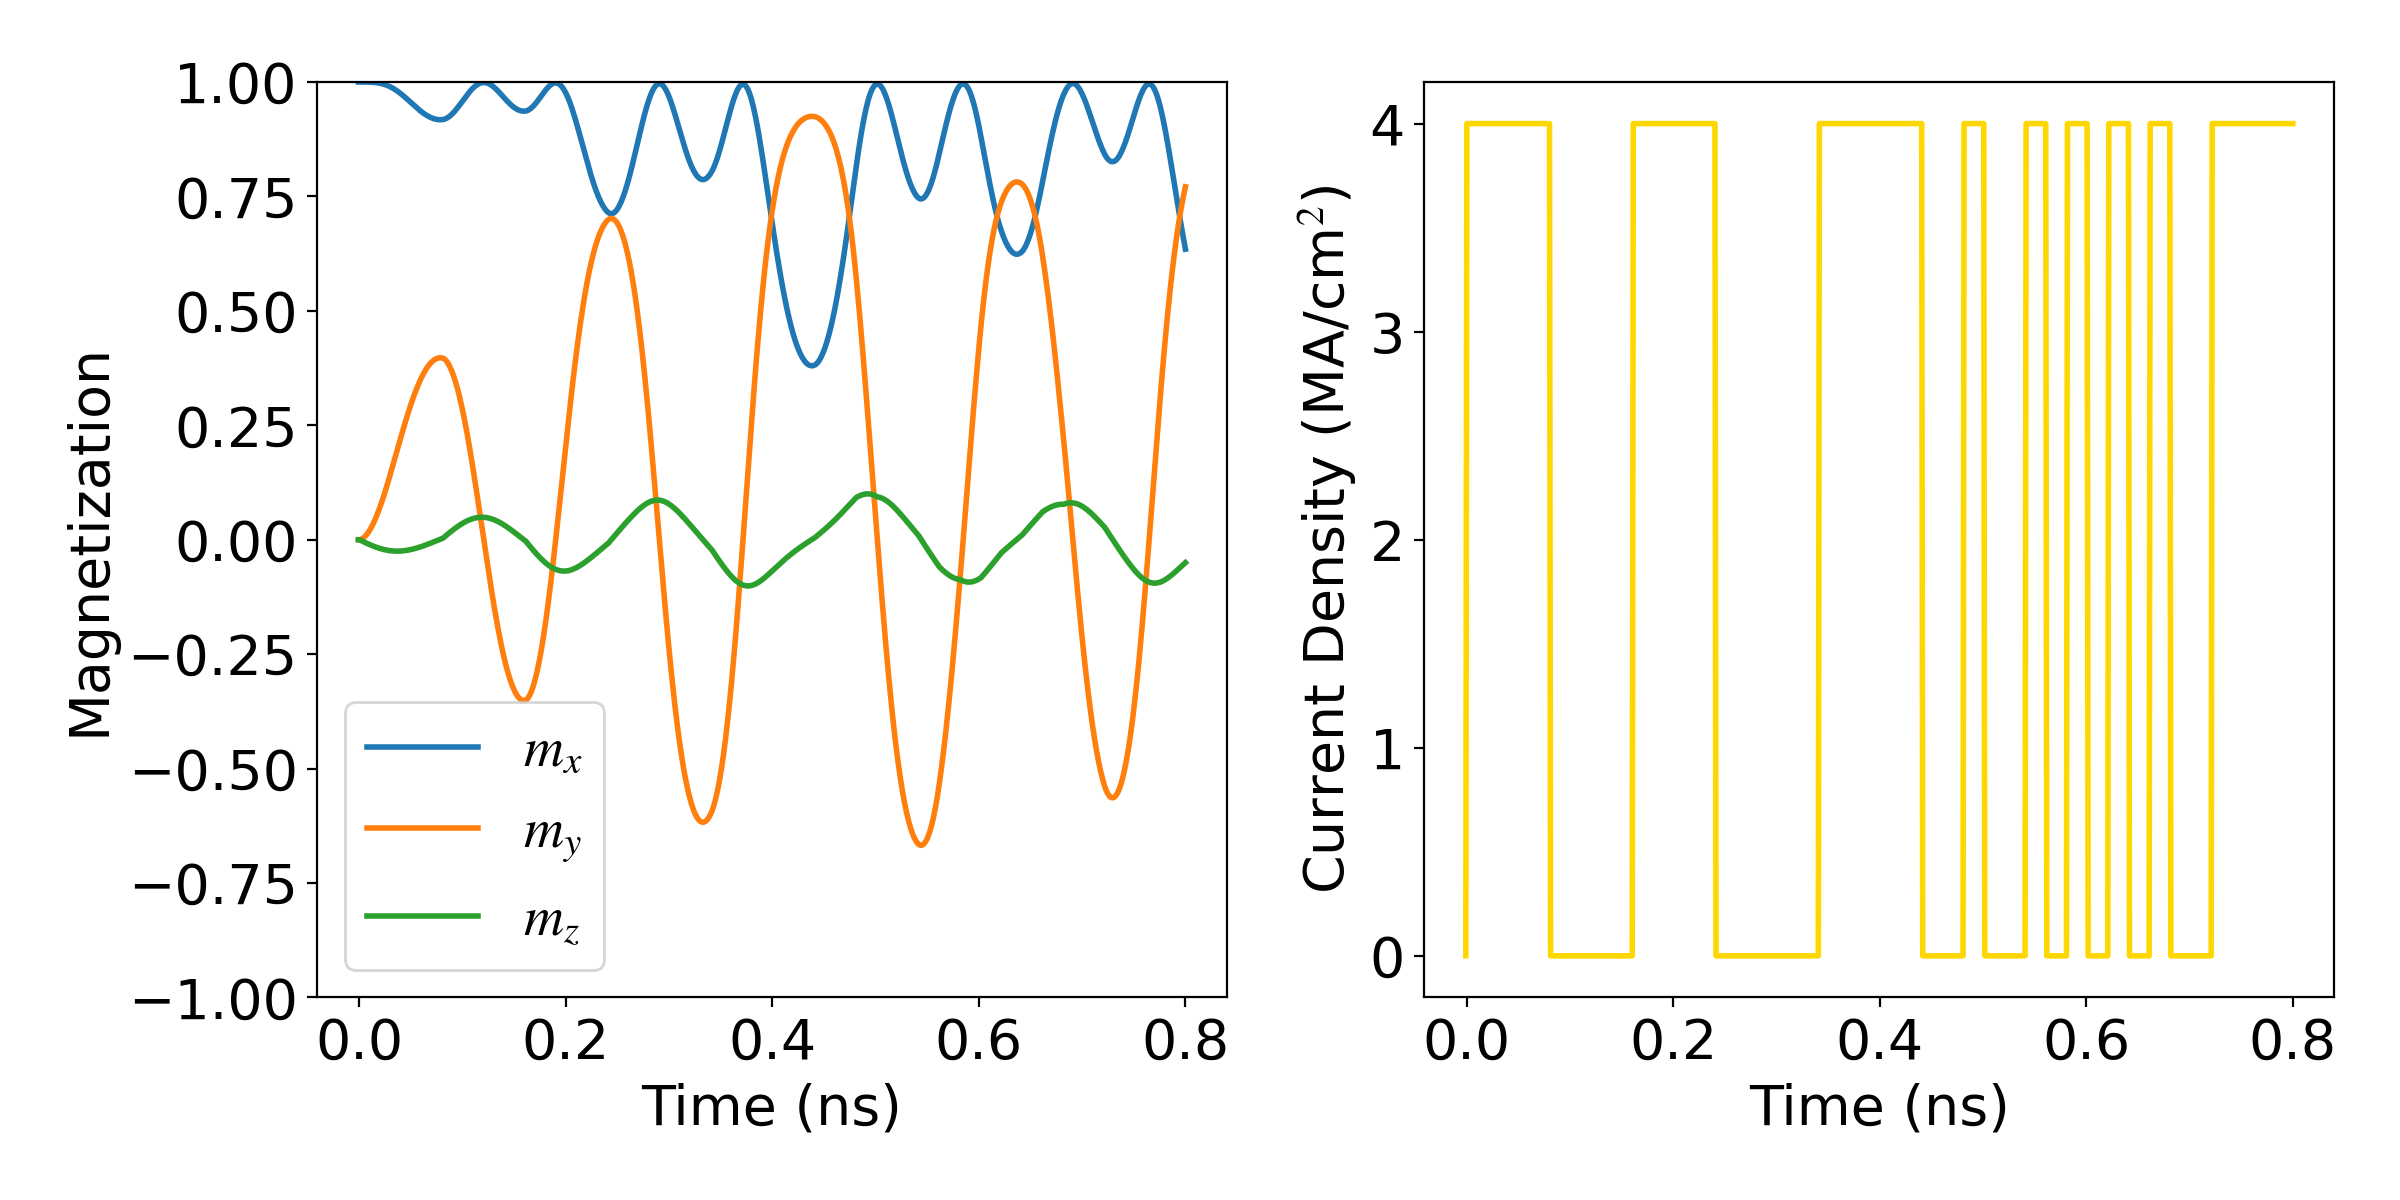 1.00
0.75
0.50
0.25
0.00
−0.25
−0.50
−0.75
−1.00
Magnetization
m_x
m_y
m_z
0.0 0.2 0.4 0.6 0.8
Time (ns)
4
3
2
1
0
Current Density (MA/cm²)
0.0 0.2 0.4 0.6 0.8
Time (ns)